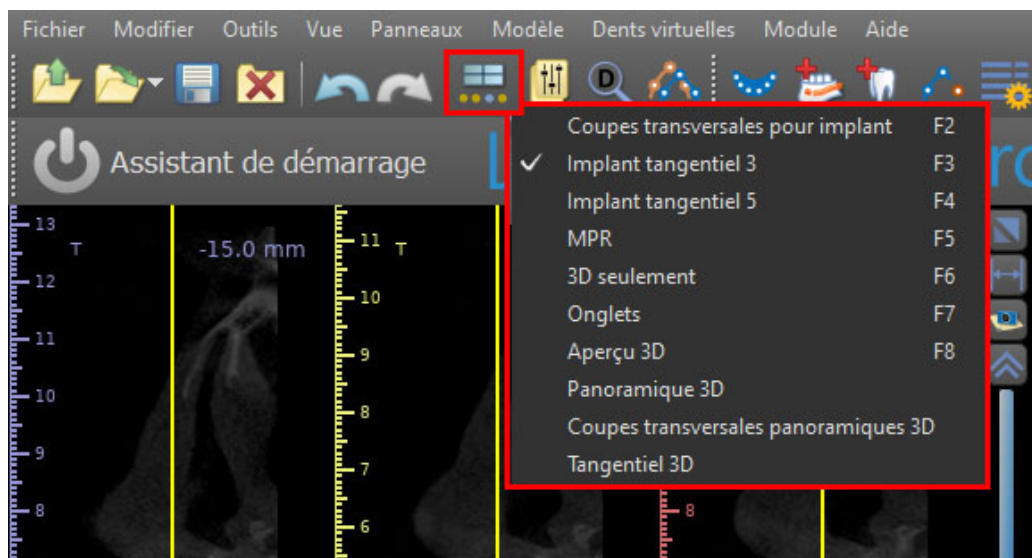 Fichier Modifier Outils Vue Panneaux Modèle Dents virtuelles Module Aide
D
Assistant de démarrage
Coupes transversales pour implant F2
Implant tangentiel 3 F3
Implant tangentiel 5 F4
MPR F5
3D seulement F6
Onglets F7
Aperçu 3D F8
Panoramique 3D
Coupes transversales panoramiques 3D
Tangentiel 3D
13
T -15.0 mm
12
11
10
9
8
11 T
10
9
8
7
6
8